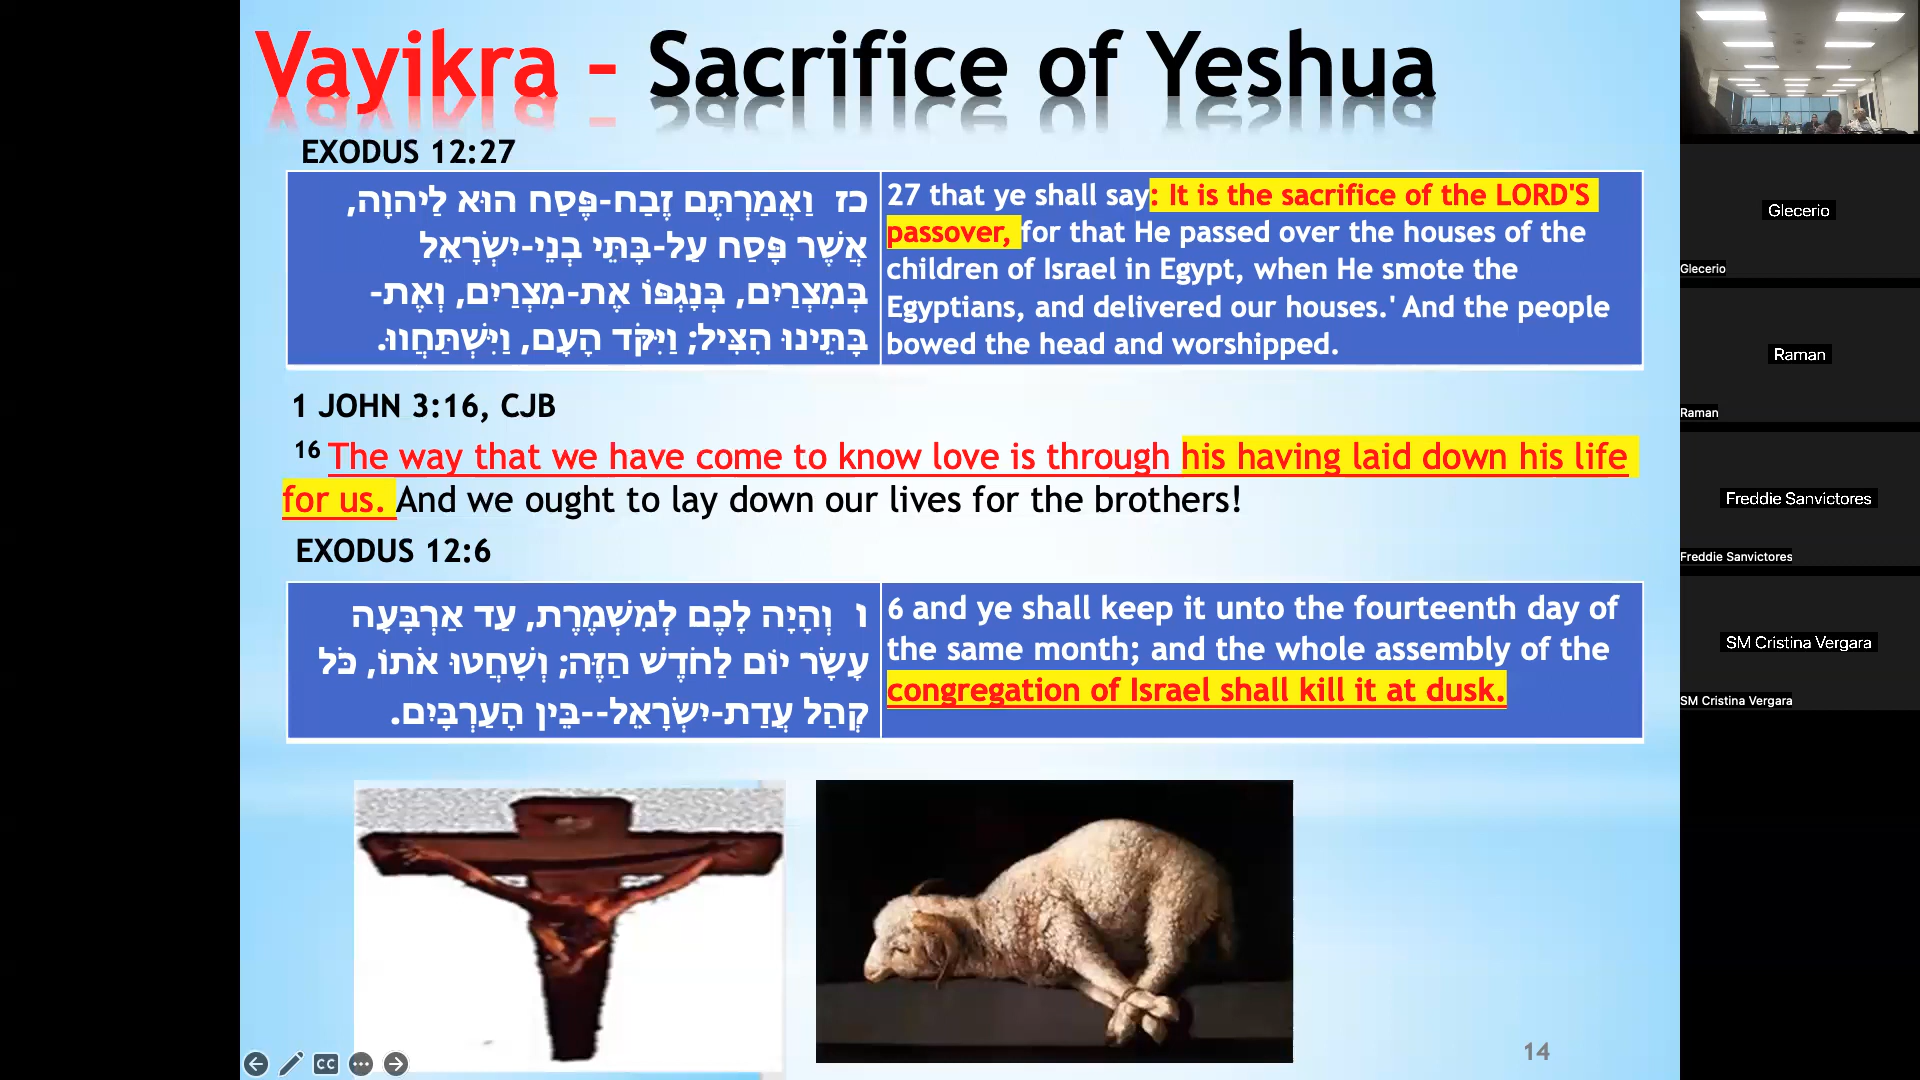 Vayikra – Sacrifice of Yeshua
EXODUS 12:27
כז  וַאֲמַרְתֶּם זֶבַח-פֶּסַח הוּא לַיהוָה,
אֲשֶׁר פָּסַח עַל-בָּתֵּי בְנֵי-יִשְׂרָאֵל
בְּמִצְרַיִם, בְּנָגְפּוֹ אֶת-מִצְרַיִם, וְאֶת-
בָּתֵּינוּ הִצִּיל; וַיִּקֹּד הָעָם, וַיִּשְׁתַּחֲווּ.
27 that ye shall say: It is the sacrifice of the LORD'S
passover, for that He passed over the houses of the
children of Israel in Egypt, when He smote the
Egyptians, and delivered our houses.' And the people
bowed the head and worshipped.
1 JOHN 3:16, CJB
16 The way that we have come to know love is through his having laid down his life
for us. And we ought to lay down our lives for the brothers!
EXODUS 12:6
ו  וְהָיָה לָכֶם לְמִשְׁמֶרֶת, עַד אַרְבָּעָה
עָשָׂר יוֹם לַחֹדֶשׁ הַזֶּה; וְשָׁחֲטוּ אֹתוֹ, כֹּל
קְהַל עֲדַת-יִשְׂרָאֵל--בֵּין הָעַרְבָּיִם.
6 and ye shall keep it unto the fourteenth day of
the same month; and the whole assembly of the
congregation of Israel shall kill it at dusk.
14
CC
Glecerio
Glecerio
Raman
Raman
Freddie Sanvictores
Freddie Sanvictores
SM Cristina Vergara
SM Cristina Vergara